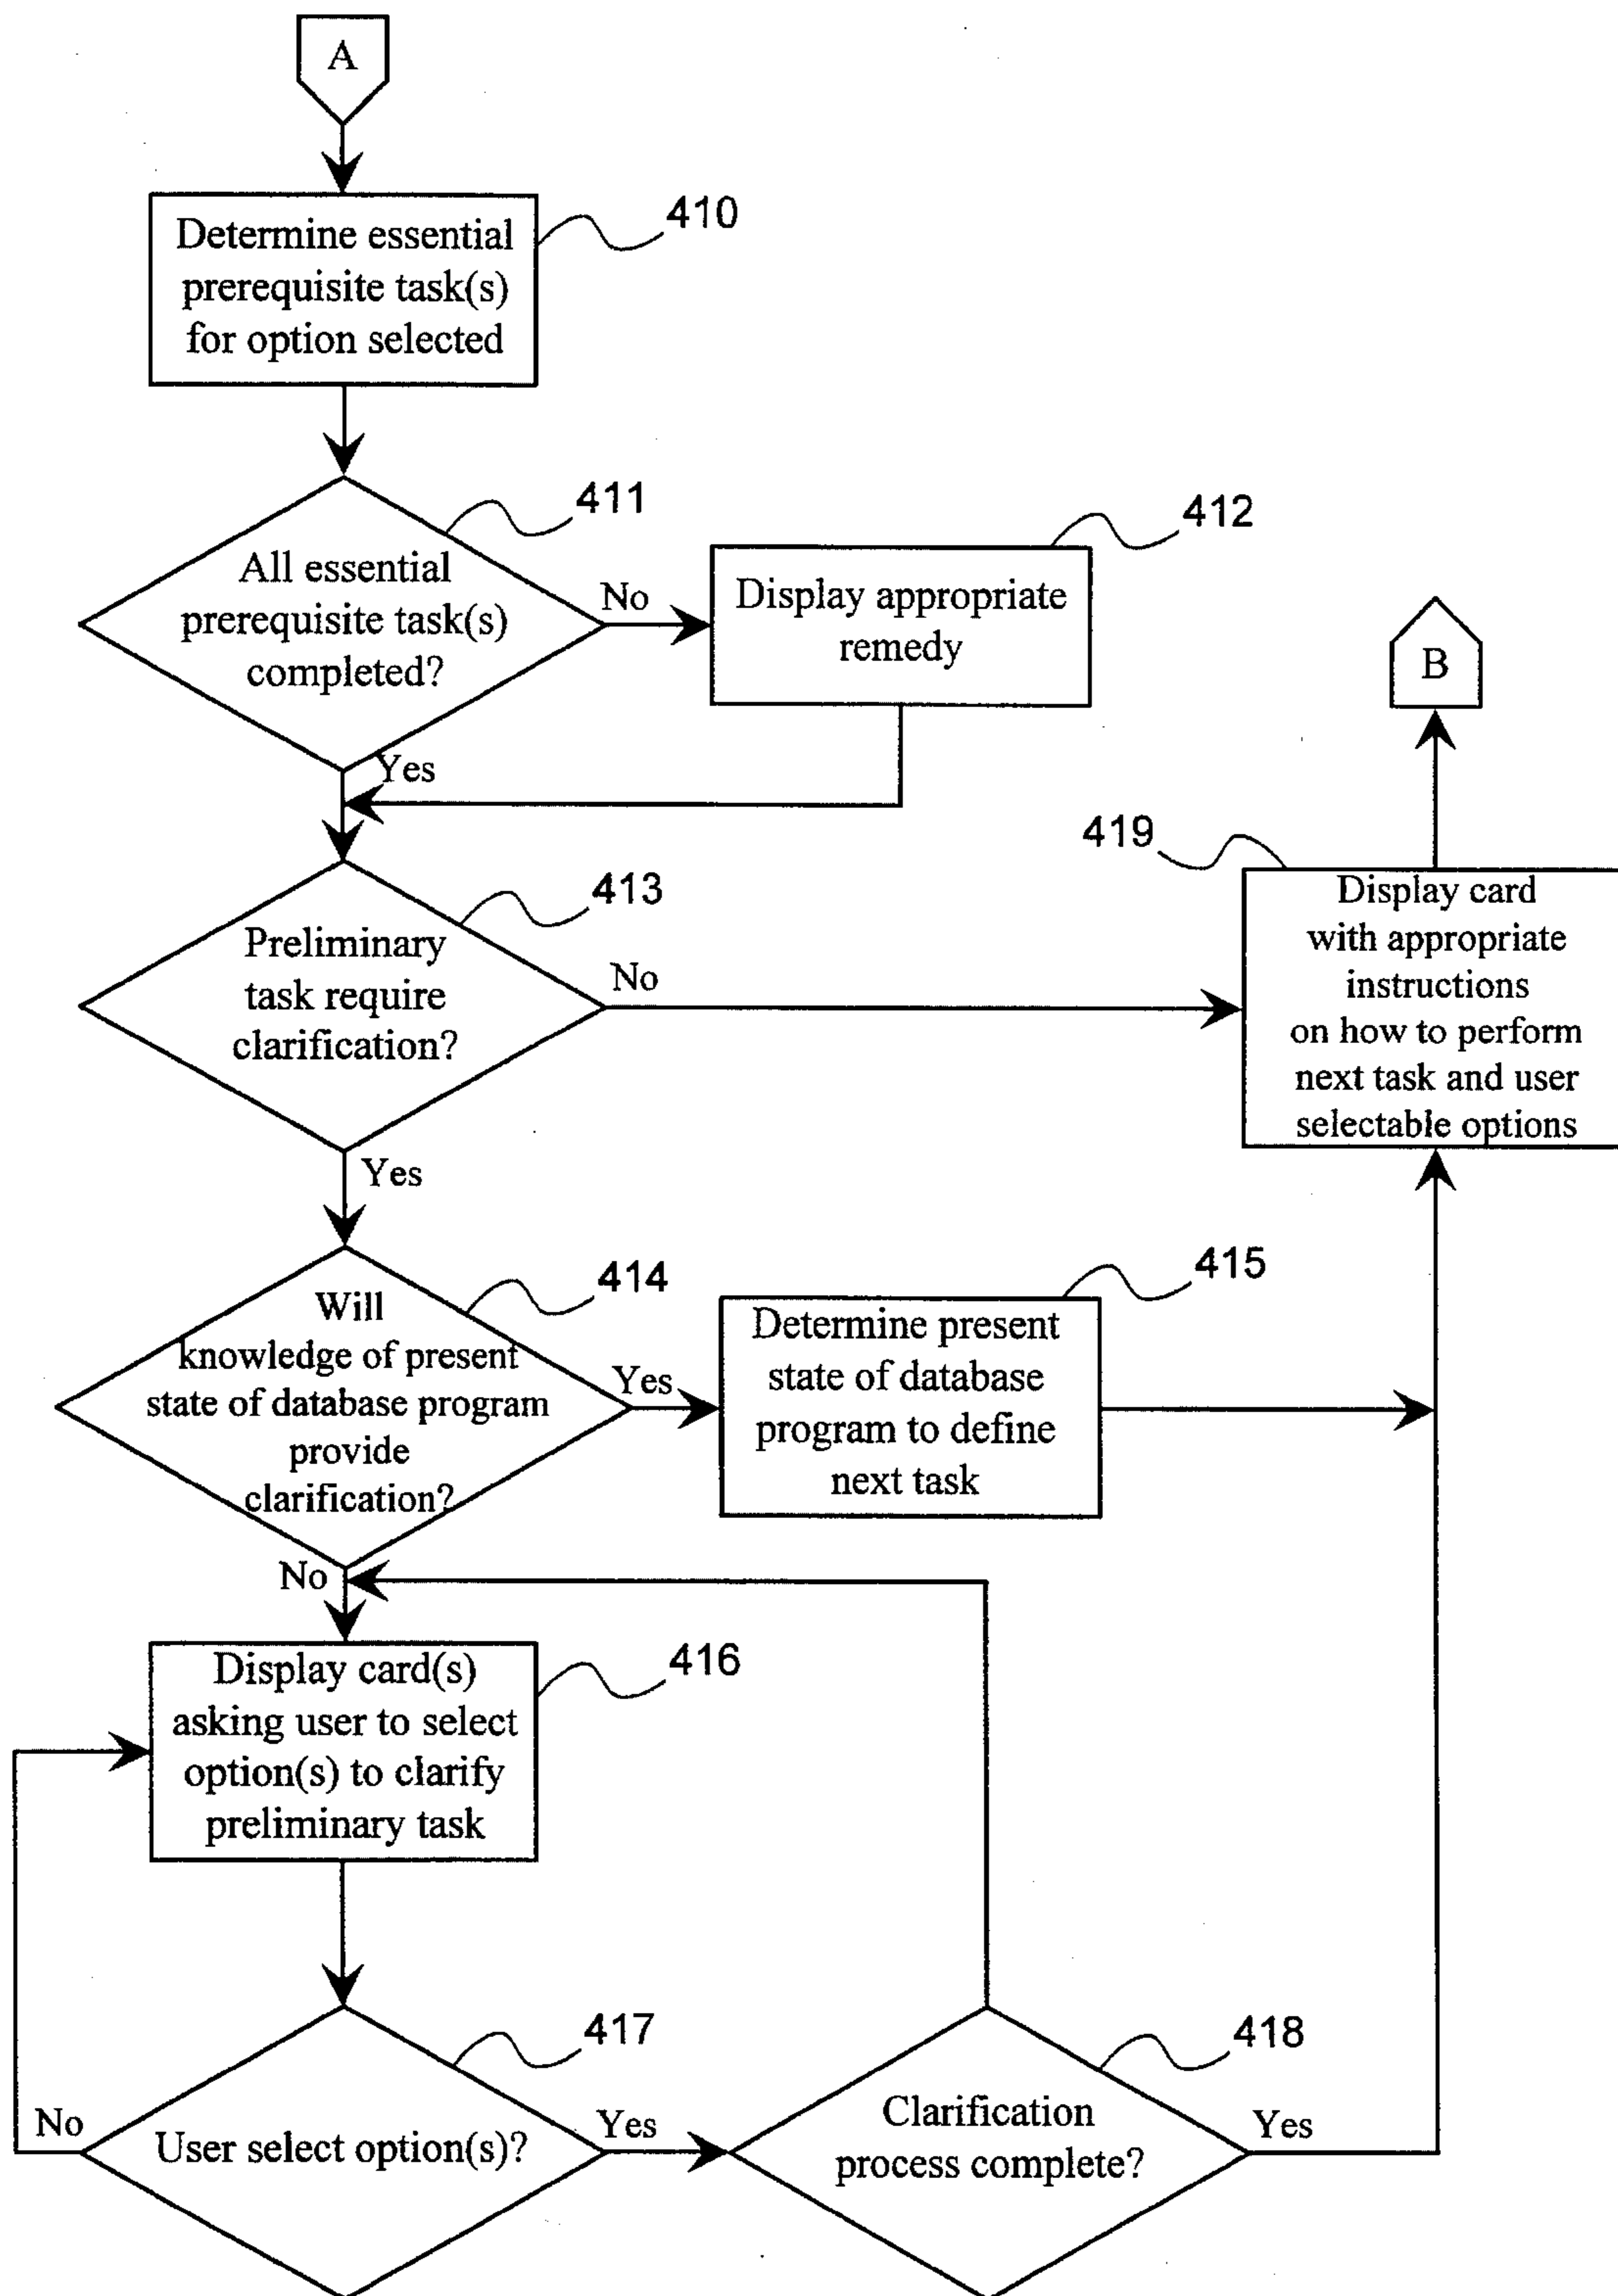 A
410
Determine essential
prerequisite task(s)
for option selected
411
All essential
prerequisite task(s)
completed?
No
412
Display appropriate
remedy
Yes
B
413
Preliminary
task require
clarification?
No
419
Display card
with appropriate
instructions
on how to perform
next task and user
selectable options
Yes
414
Will
knowledge of present
state of database program
provide
clarification?
Yes
415
Determine present
state of database
program to define
next task
No
416
Display card(s)
asking user to select
option(s) to clarify
preliminary task
417
User select option(s)?
No
Yes
418
Clarification
process complete?
Yes